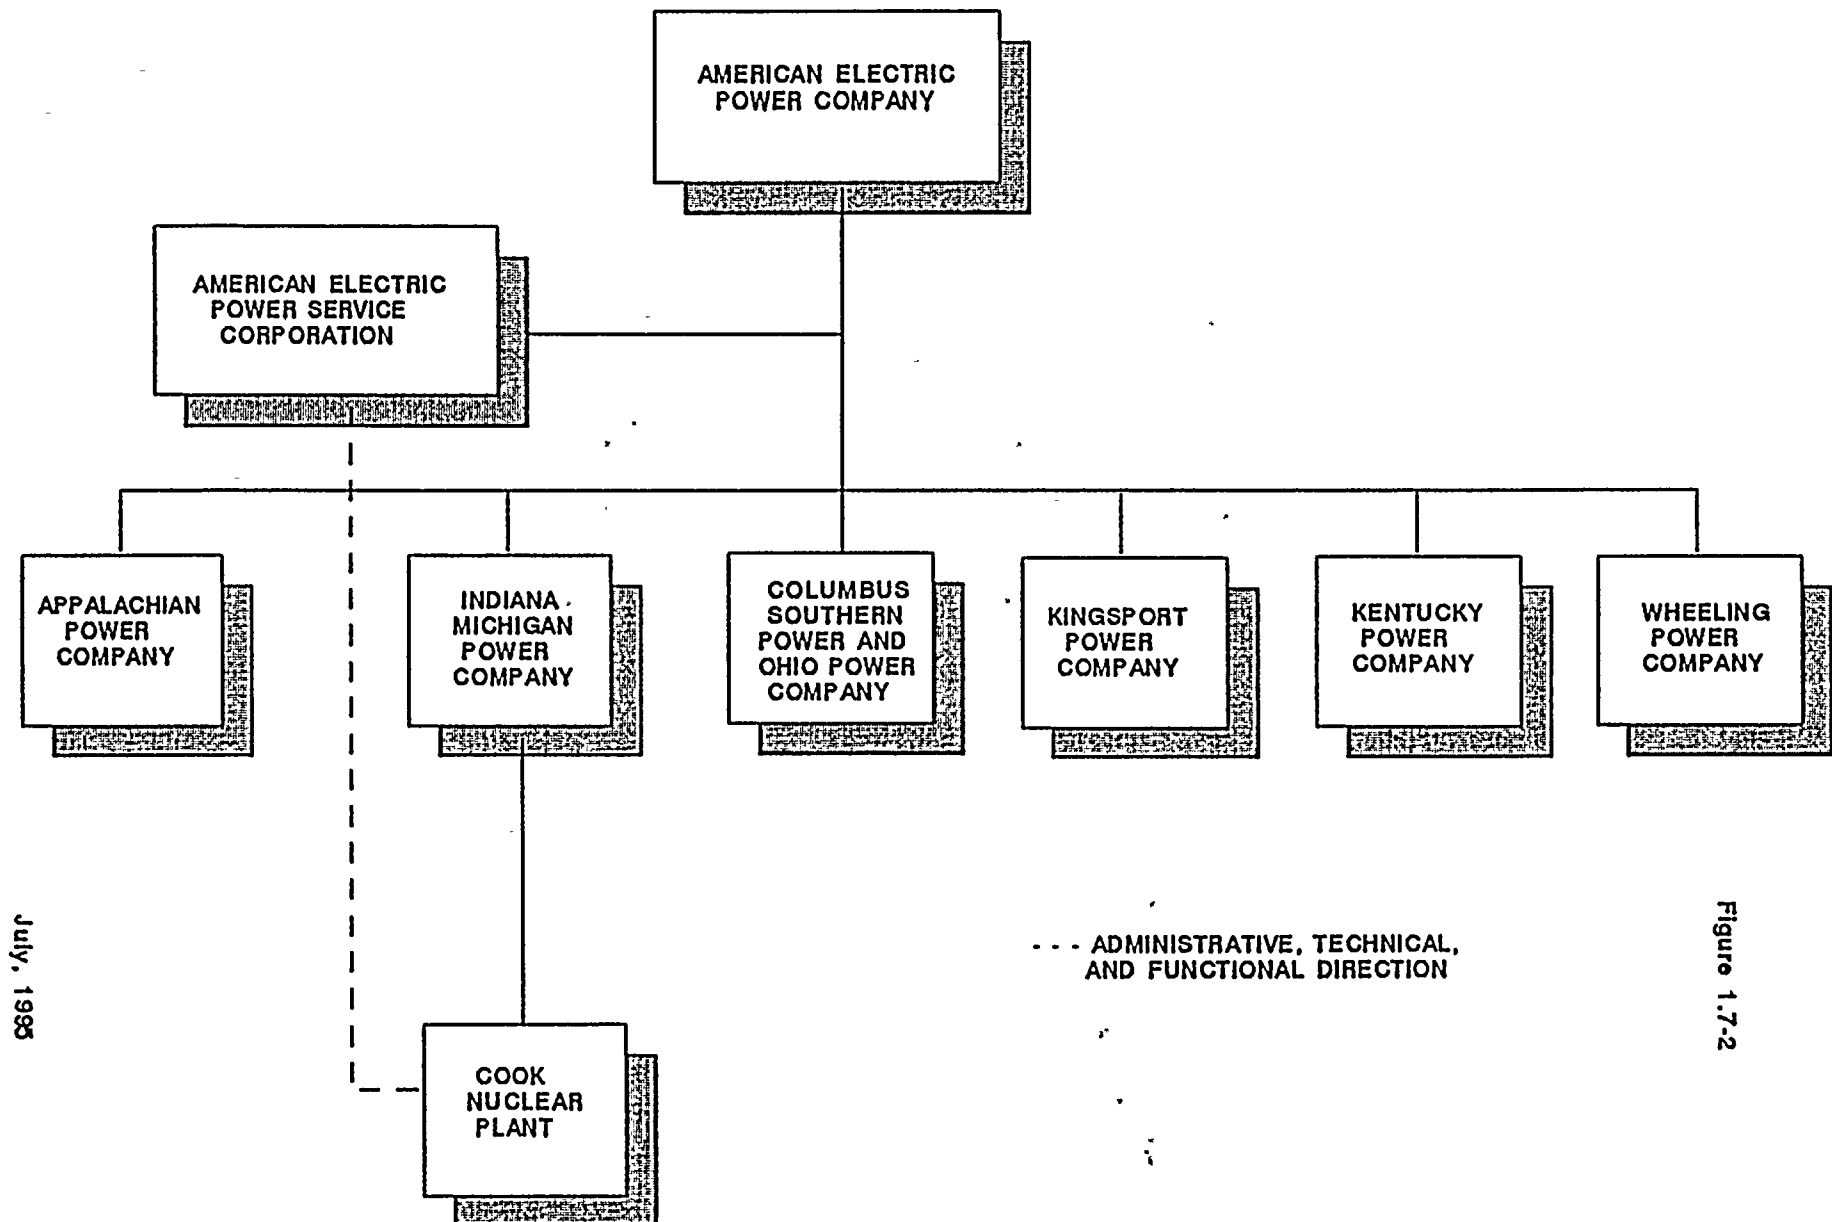 AMERICAN ELECTRIC
POWER COMPANY
AMERICAN ELECTRIC
POWER SERVICE
CORPORATION
APPALACHIAN
POWER
COMPANY
INDIANA
MICHIGAN
POWER
COMPANY
COLUMBUS
SOUTHERN
POWER AND
OHIO POWER
COMPANY
KINGSPORT
POWER
COMPANY
KENTUCKY
POWER
COMPANY
WHEELING
POWER
COMPANY
COOK
NUCLEAR
PLANT
- - - ADMINISTRATIVE, TECHNICAL,
AND FUNCTIONAL DIRECTION
Figure 1.7-2
July,